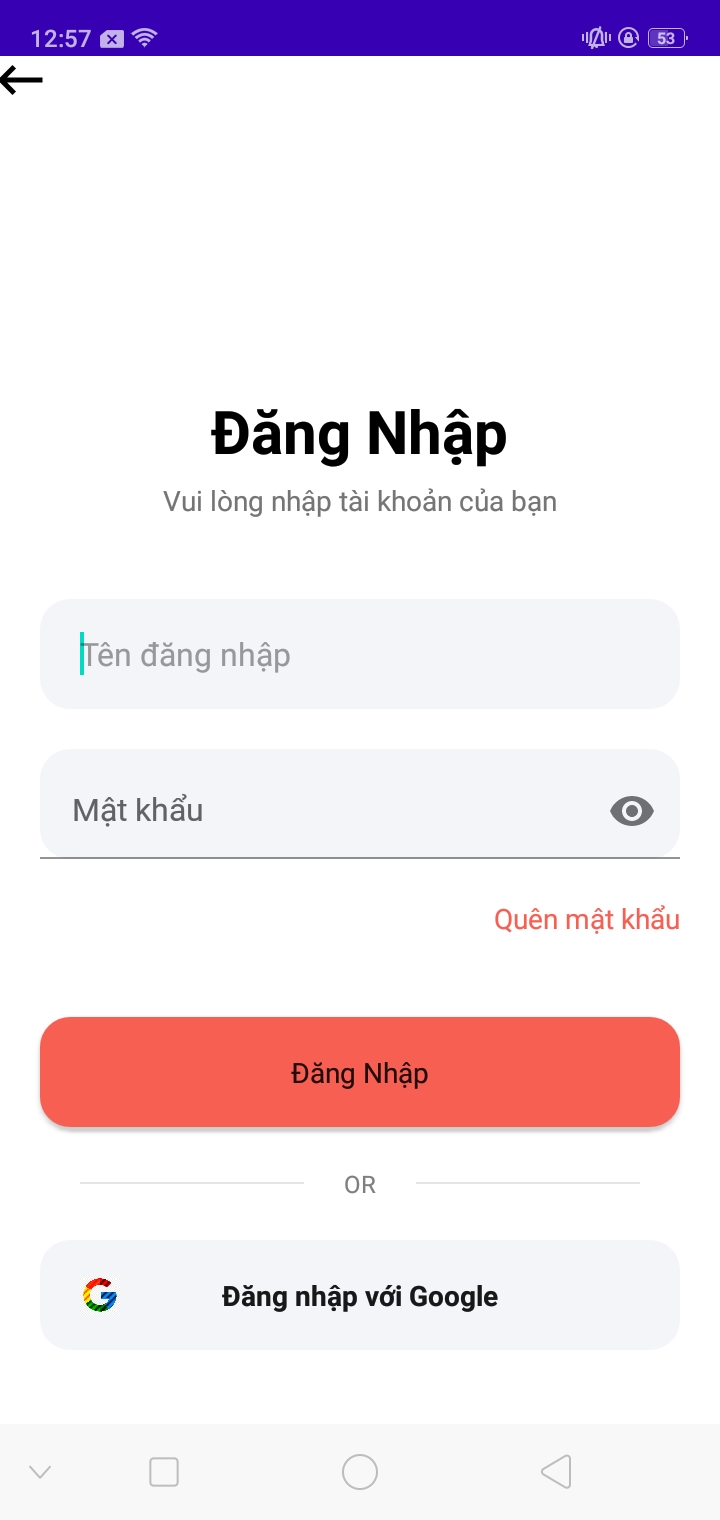 12:57
53
Đăng Nhập
Vui lòng nhập tài khoản của bạn
Tên đăng nhập
Mật khẩu
Quên mật khẩu
Đăng Nhập
OR
Đăng nhập với Google